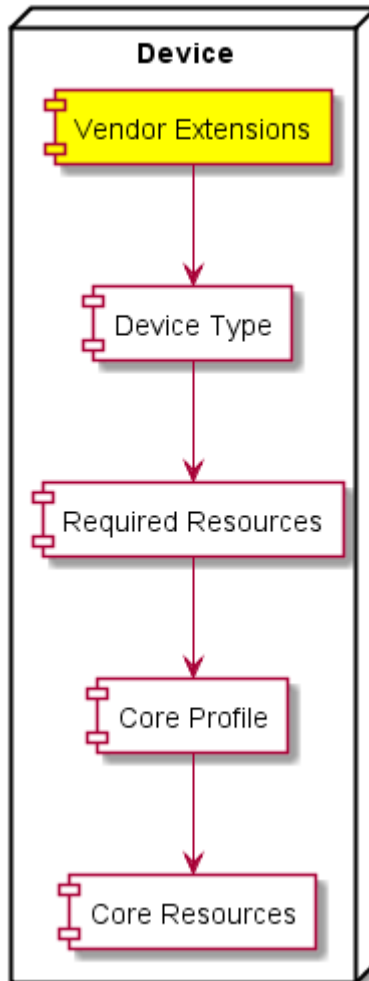 Device
Vendor Extensions
Device Type
Required Resources
Core Profile
Core Resources